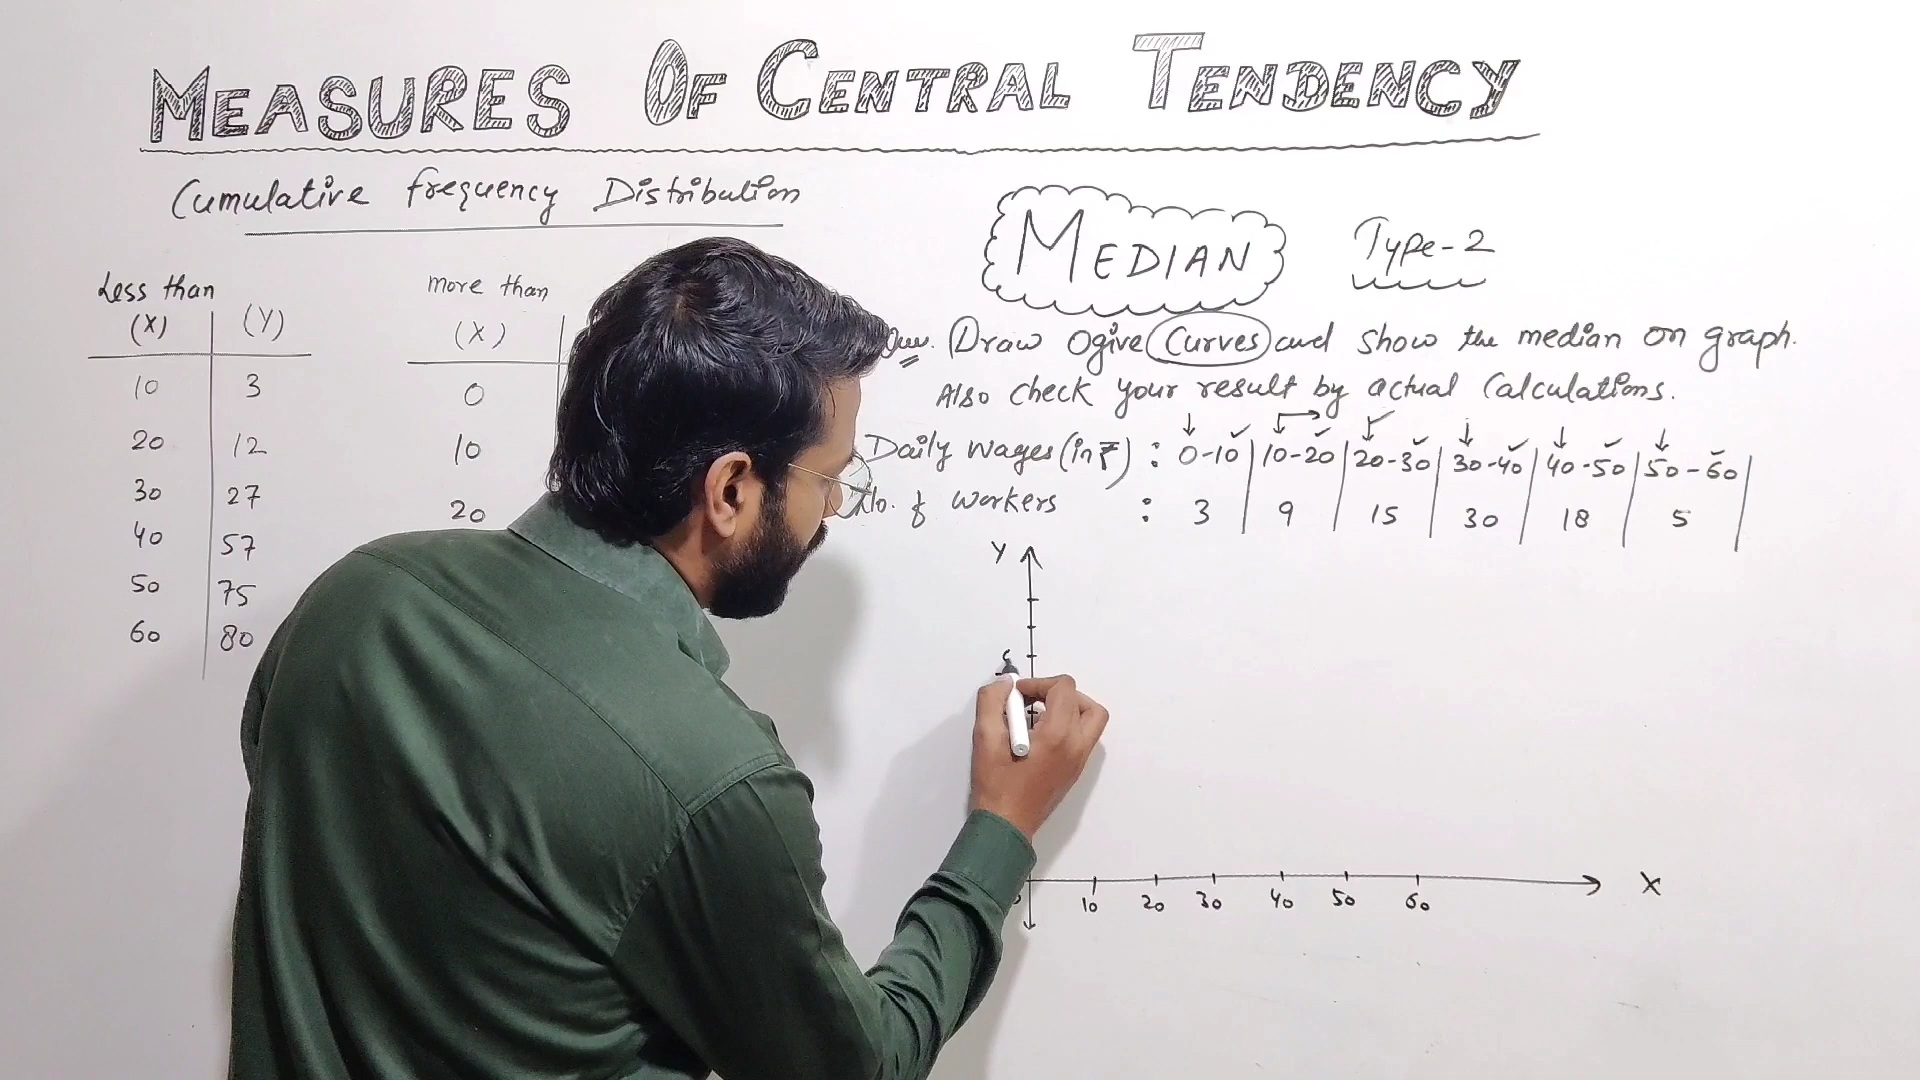 MEASURES OF CENTRAL TENDENCY
Cumulative frequency Distribution
Less than
(X) (Y)
10 3
20 12
30 27
40 57
50 75
60 80
more than
(X)
0
10
20
MEDIAN Type-2
Que. Draw Ogive Curves and show the median on graph.
Also check your result by actual Calculations.
Daily Wages (in ₹) : 0-10 10-20 20-30 30-40 40-50 50-60
No. of Workers : 3 9 15 30 18 5
Y
10 20 30 40 50 60 X